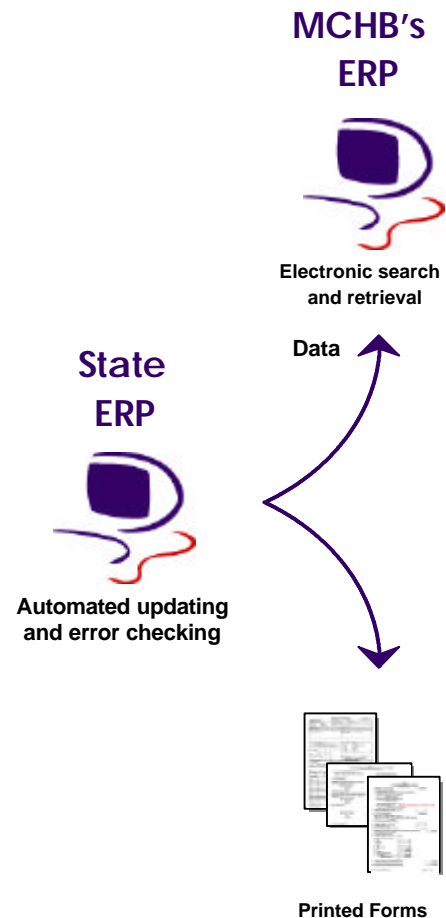 MCHB's
ERP
Electronic search
and retrieval
Data
State
ERP
Automated updating
and error checking
Printed Forms